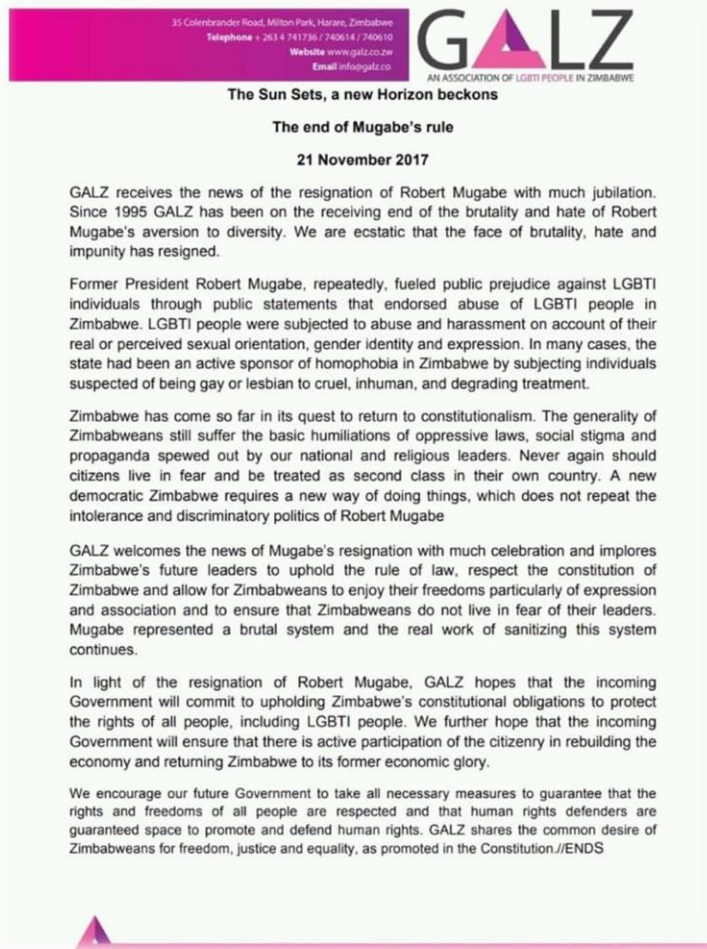 35 Colenbrander Road, Milton Park, Harare, Zimbabwe
Telephone + 263 4 741736 / 740614 / 740610
Website www.galz.co.zw
Email info@galz.co
GALZ
AN ASSOCIATION OF LGBTI PEOPLE IN ZIMBABWE
The Sun Sets, a new Horizon beckons
The end of Mugabe's rule
21 November 2017
GALZ receives the news of the resignation of Robert Mugabe with much jubilation.
Since 1995 GALZ has been on the receiving end of the brutality and hate of Robert
Mugabe's aversion to diversity. We are ecstatic that the face of brutality, hate and
impunity has resigned.
Former President Robert Mugabe, repeatedly, fueled public prejudice against LGBTI
individuals through public statements that endorsed abuse of LGBTI people in
Zimbabwe. LGBTI people were subjected to abuse and harassment on account of their
real or perceived sexual orientation, gender identity and expression. In many cases, the
state had been an active sponsor of homophobia in Zimbabwe by subjecting individuals
suspected of being gay or lesbian to cruel, inhuman, and degrading treatment.
Zimbabwe has come so far in its quest to return to constitutionalism. The generality of
Zimbabweans still suffer the basic humiliations of oppressive laws, social stigma and
propaganda spewed out by our national and religious leaders. Never again should
citizens live in fear and be treated as second class in their own country. A new
democratic Zimbabwe requires a new way of doing things, which does not repeat the
intolerance and discriminatory politics of Robert Mugabe
GALZ welcomes the news of Mugabe's resignation with much celebration and implores
Zimbabwe's future leaders to uphold the rule of law, respect the constitution of
Zimbabwe and allow for Zimbabweans to enjoy their freedoms particularly of expression
and association and to ensure that Zimbabweans do not live in fear of their leaders.
Mugabe represented a brutal system and the real work of sanitizing this system
continues.
In light of the resignation of Robert Mugabe, GALZ hopes that the incoming
Government will commit to upholding Zimbabwe's constitutional obligations to protect
the rights of all people, including LGBTI people. We further hope that the incoming
Government will ensure that there is active participation of the citizenry in rebuilding the
economy and returning Zimbabwe to its former economic glory.
We encourage our future Government to take all necessary measures to guarantee that the
rights and freedoms of all people are respected and that human rights defenders are
guaranteed space to promote and defend human rights. GALZ shares the common desire of
Zimbabweans for freedom, justice and equality, as promoted in the Constitution.//ENDS